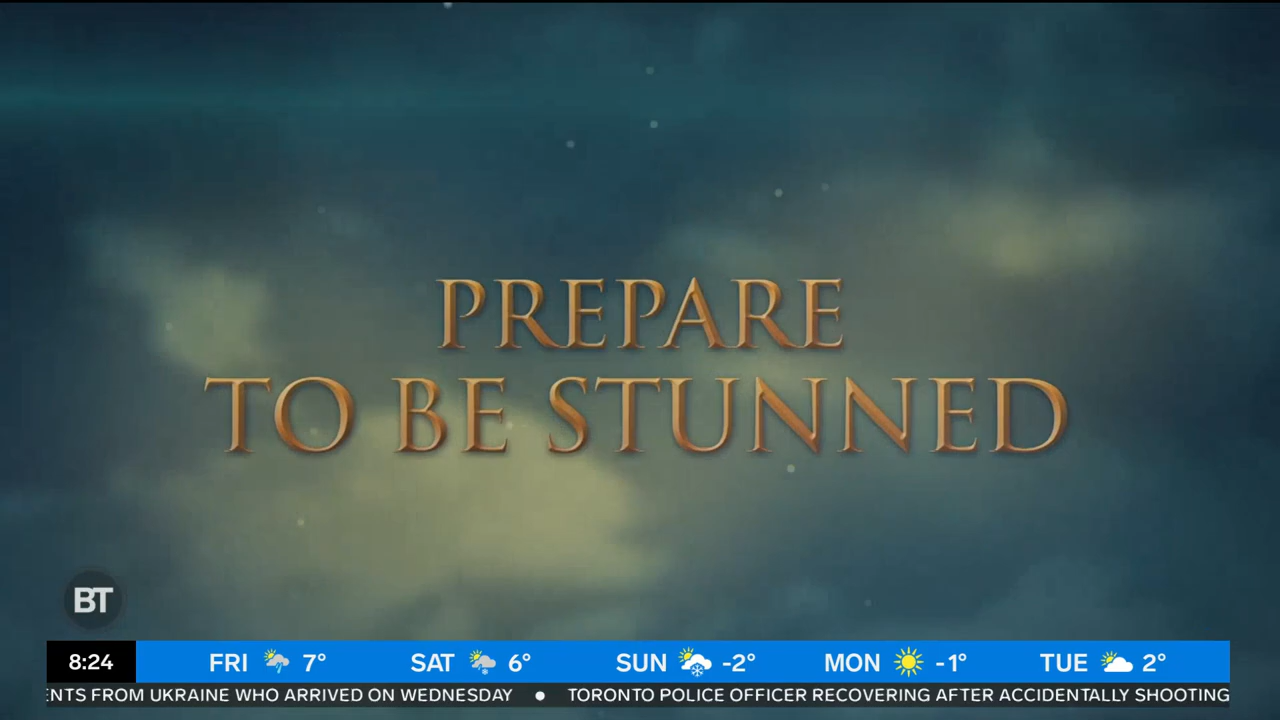 PREPARE
TO BE STUNNED
BT
8:24 FRI 7° SAT 6° SUN -2° MON -1° TUE 2°
ENTS FROM UKRAINE WHO ARRIVED ON WEDNESDAY ● TORONTO POLICE OFFICER RECOVERING AFTER ACCIDENTALLY SHOOTING